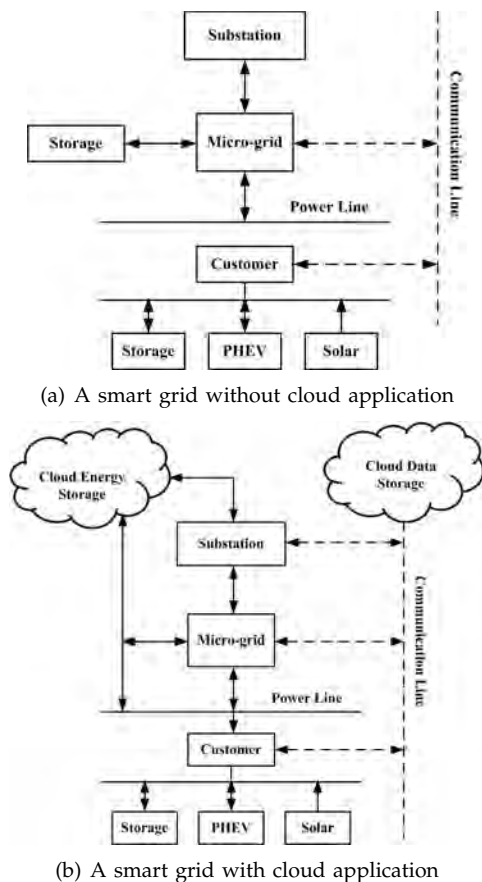 Substation
Storage
Micro-grid
Communication Line
Power Line
Customer
Storage
PHEV
Solar
(a) A smart grid without cloud application
Cloud Energy
Storage
Cloud Data
Storage
Substation
Communication Line
Micro-grid
Power Line
Customer
Storage
PHEV
Solar
(b) A smart grid with cloud application